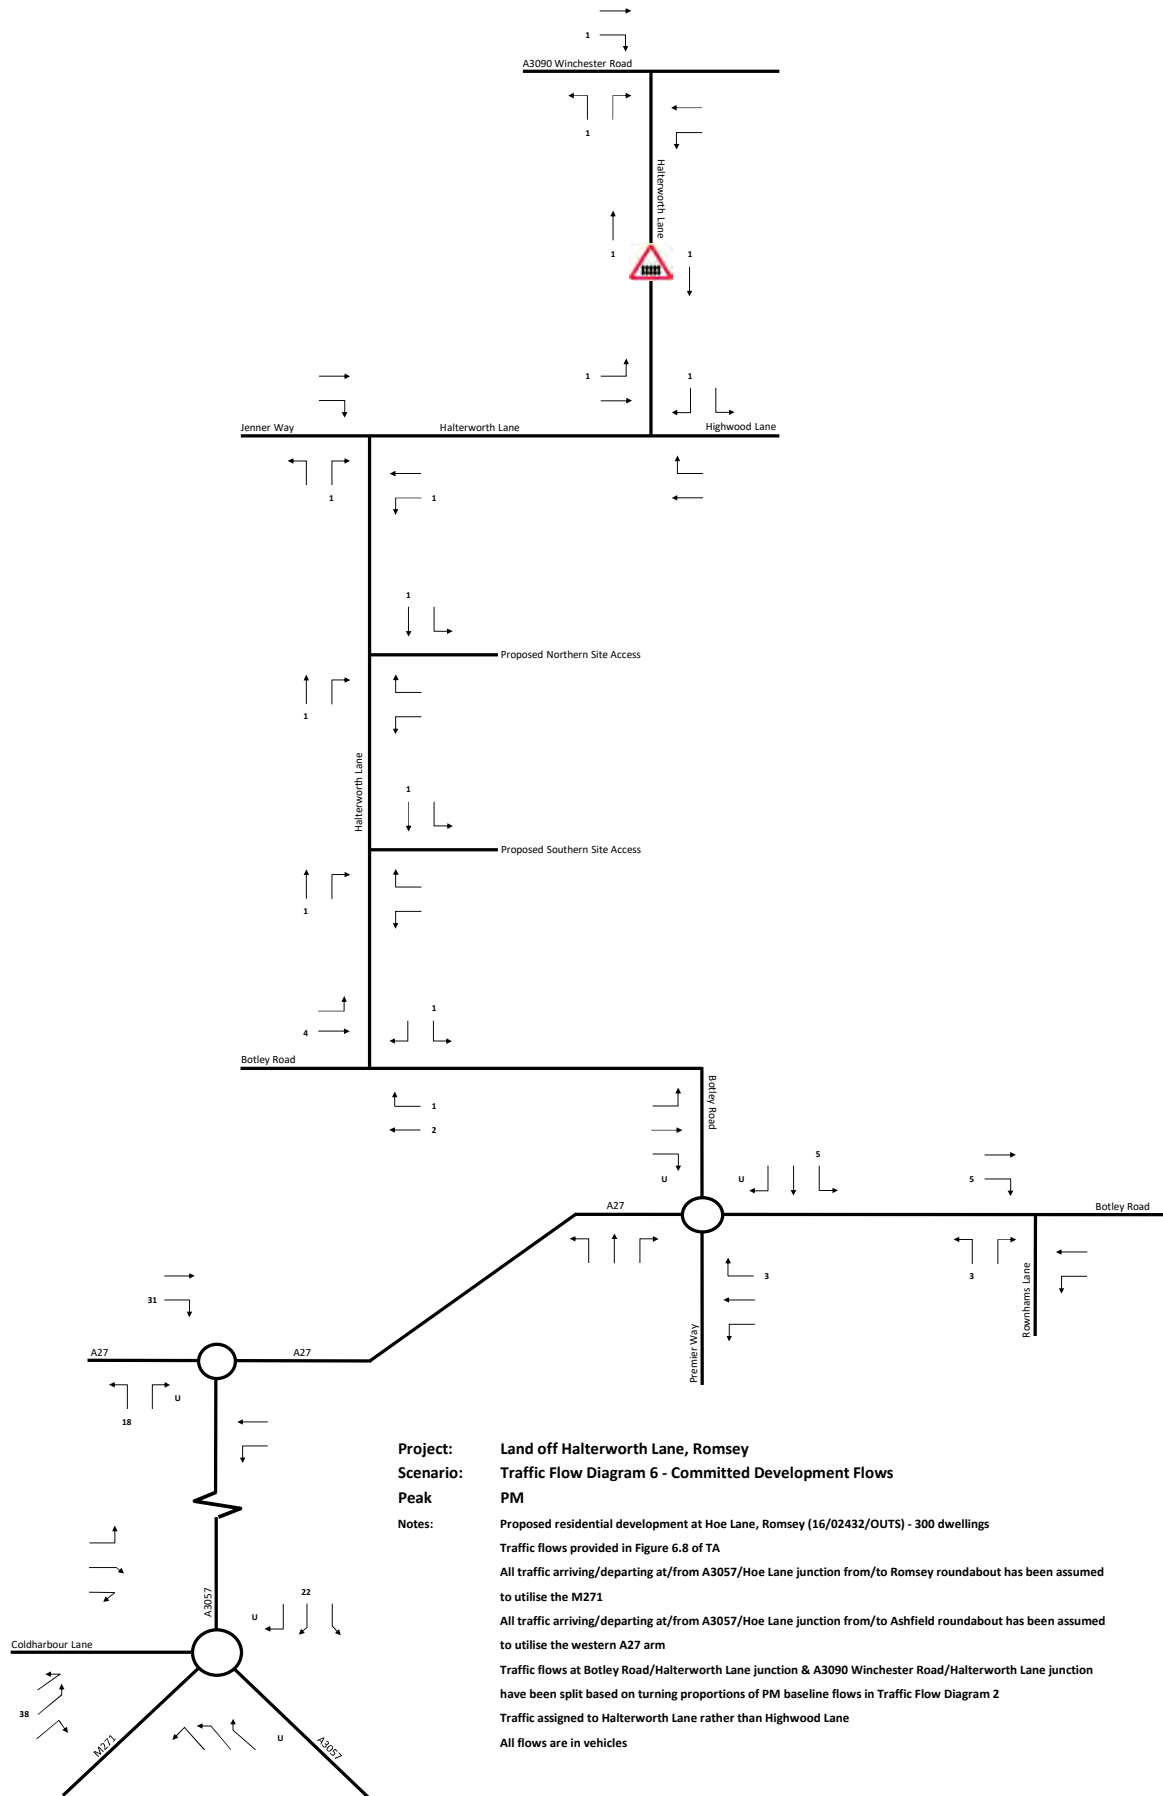 1
A3090 Winchester Road
1
Halterworth Lane
1
1
1
1
Jenner Way
Halterworth Lane
Highwood Lane
1
1
1
Proposed Northern Site Access
1
Halterworth Lane
1
Proposed Southern Site Access
1
1
4
Botley Road
Botley Road
1
2
5
U
U
5
A27
Botley Road
3
3
Rownhams Lane
31
Premier Way
A27
A27
U
18
Project: Land off Halterworth Lane, Romsey
Scenario: Traffic Flow Diagram 6 - Committed Development Flows
Peak PM
Notes: Proposed residential development at Hoe Lane, Romsey (16/02432/OUTS) - 300 dwellings
Traffic flows provided in Figure 6.8 of TA
All traffic arriving/departing at/from A3057/Hoe Lane junction from/to Romsey roundabout has been assumed
to utilise the M271
All traffic arriving/departing at/from A3057/Hoe Lane junction from/to Ashfield roundabout has been assumed
to utilise the western A27 arm
Traffic flows at Botley Road/Halterworth Lane junction & A3090 Winchester Road/Halterworth Lane junction
have been split based on turning proportions of PM baseline flows in Traffic Flow Diagram 2
Traffic assigned to Halterworth Lane rather than Highwood Lane
All flows are in vehicles
A3057
22
U
Coldharbour Lane
38
M271
U
A3057